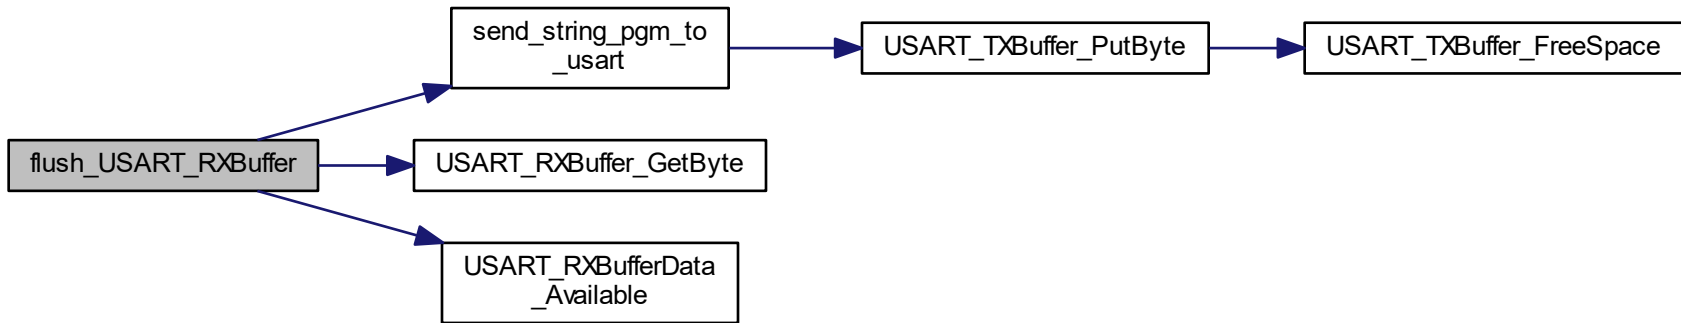 send_string_pgm_to
_usart
USART_TXBuffer_PutByte
USART_TXBuffer_FreeSpace
flush_USART_RXBuffer
USART_RXBuffer_GetByte
USART_RXBufferData
_Available